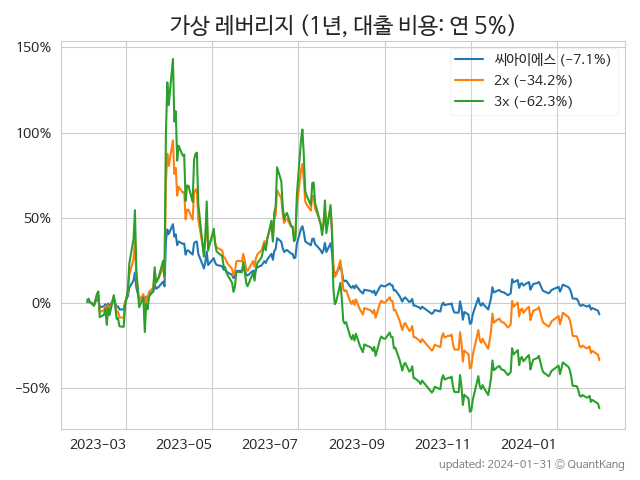 가상 레버리지 (1년, 대출 비용: 연 5%)
150%
100%
50%
0%
−50%
씨아이에스 (−7.1%)
2x (−34.2%)
3x (−62.3%)
2023−03
2023−05
2023−07
2023−09
2023−11
2024−01
updated: 2024-01-31 © QuantKang